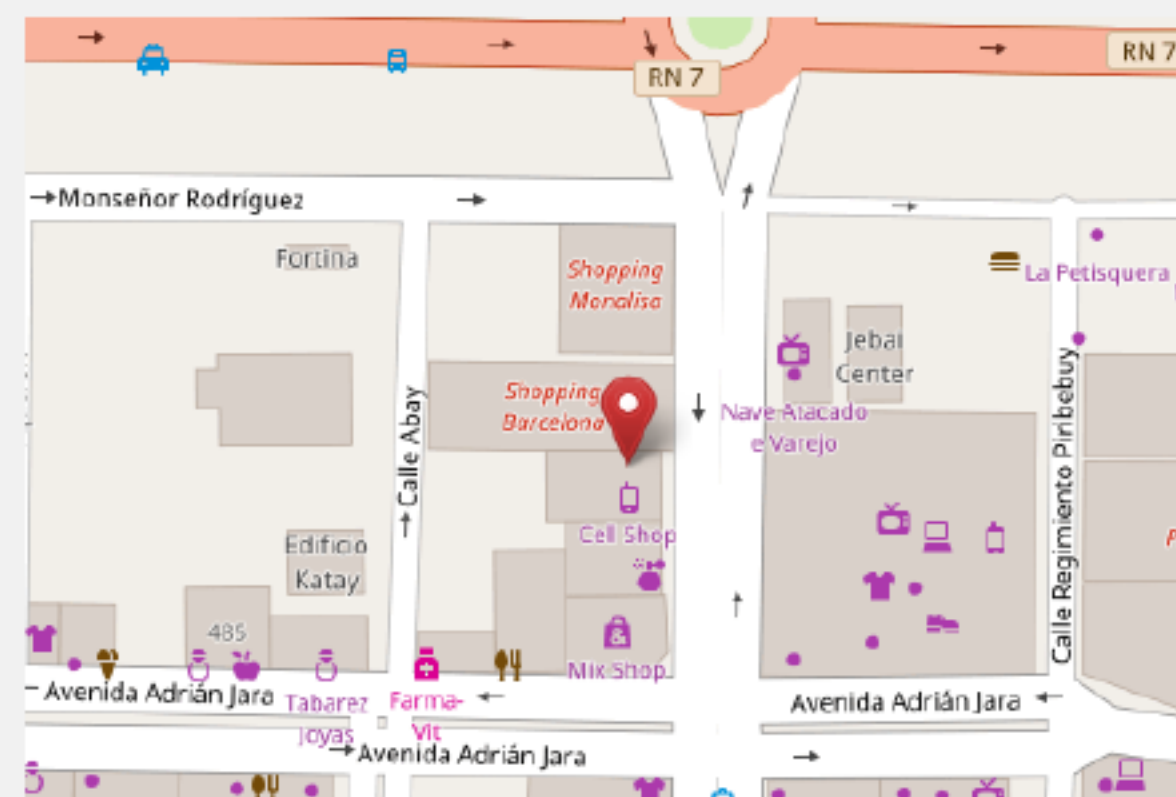 RN 7
RN 7
Monseñor Rodríguez
Fortina
Shopping
Monalisa
La Petisquera
Jebai
Center
Shopping
Barcelona
Nave Atacado
e Varejo
Calle Abay
Calle Regimiento Piribebuy
Cell Shop
Edificio
Katay
485
Mix Shop
Avenida Adrián Jara
Tabarez
Joyas
Farma-
Vit
Avenida Adrián Jara
Avenida Adrián Jara